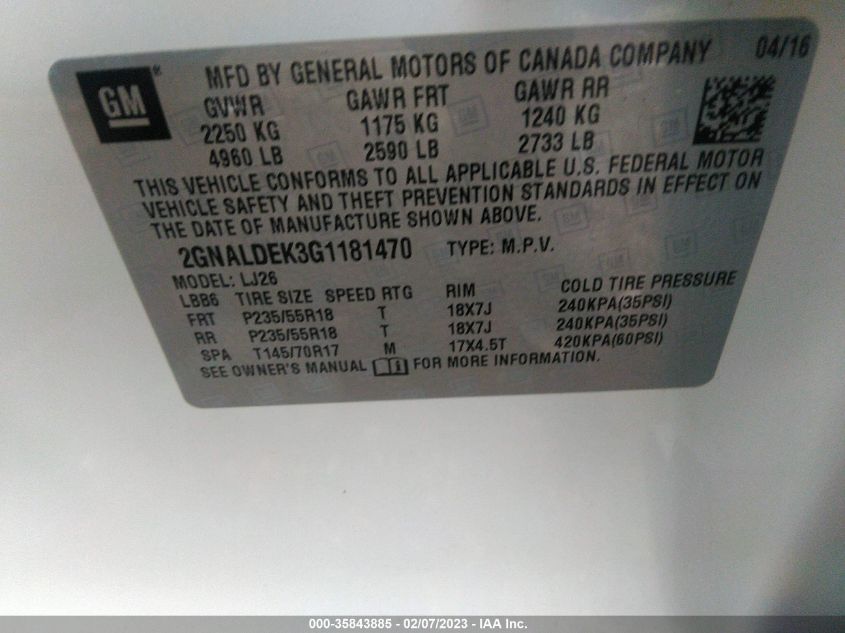 GM ® MFD BY GENERAL MOTORS OF CANADA COMPANY 04/16
GVWR GAWR FRT GAWR RR
2250 KG 1175 KG 1240 KG
4960 LB 2590 LB 2733 LB
THIS VEHICLE CONFORMS TO ALL APPLICABLE U.S. FEDERAL MOTOR
VEHICLE SAFETY AND THEFT PREVENTION STANDARDS IN EFFECT ON
THE DATE OF MANUFACTURE SHOWN ABOVE.
2GNALDEK3G1181470 TYPE: M.P.V.
MODEL: LJ26
LBB6 TIRE SIZE SPEED RTG RIM COLD TIRE PRESSURE
FRT P235/55R18 T 18X7J 240KPA(35PSI)
RR P235/55R18 T 18X7J 240KPA(35PSI)
SPA T145/70R17 M 17X4.5T 420KPA(60PSI)
SEE OWNER'S MANUAL FOR MORE INFORMATION.
000-35843885 - 02/07/2023 - IAA Inc.